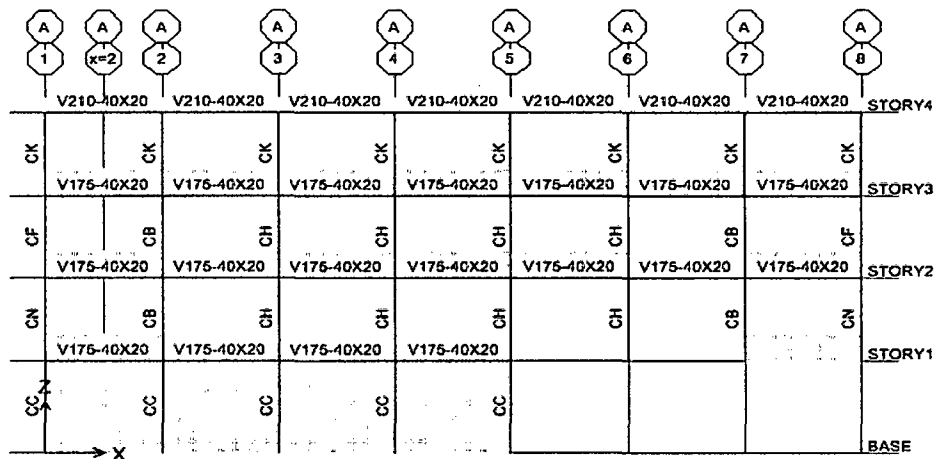 A A A A A A A A A
1 x=2 2 3 4 5 6 7 8
V210-40X20 V210-40X20 V210-40X20 V210-40X20 V210-40X20 V210-40X20 V210-40X20 STORY4
CK CK CK CK CK CK CK CK
V175-40X20 V175-40X20 V175-40X20 V175-40X20 V175-40X20 V175-40X20 V175-40X20 STORY3
CF CB CH CH CH CH CB CF
V175-40X20 V175-40X20 V175-40X20 V175-40X20 V175-40X20 V175-40X20 V175-40X20 STORY2
CN CB CH CH CH CH CB CN
V175-40X20 V175-40X20 V175-40X20 V175-40X20 STORY1
Z
CC CC CC CC CC
X BASE